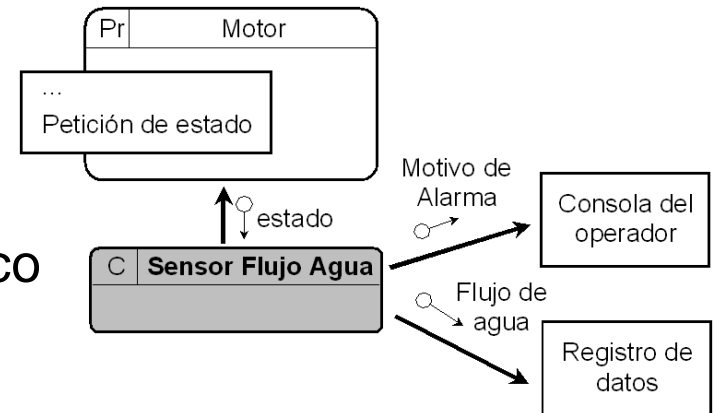 Pr Motor
...
Petición de estado
estado
Motivo de
Alarma
Consola del
operador
co
C Sensor Flujo Agua
Flujo de
agua
Registro de
datos